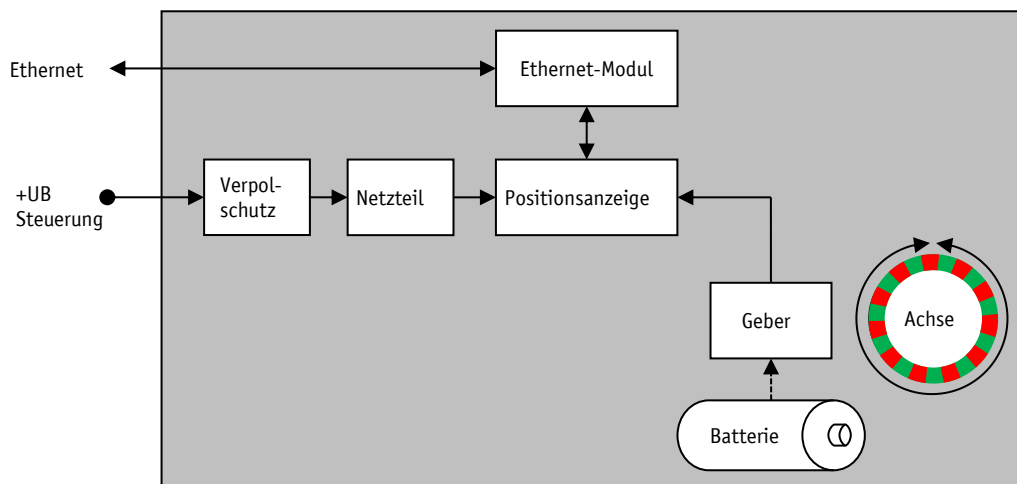 Ethernet
Ethernet-Modul
+UB
Steuerung
Verpol-
schutz
Netzteil
Positionsanzeige
Geber
Achse
Batterie